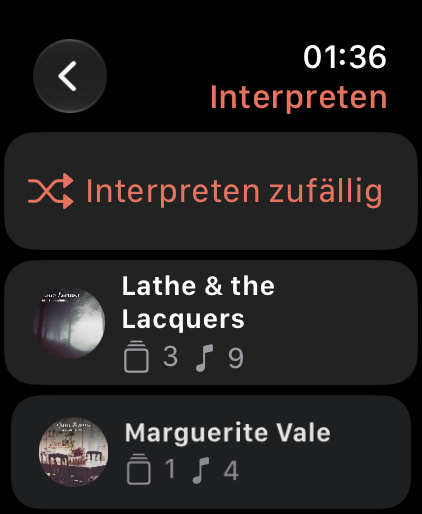 01:36
Interpreten
Interpreten zufällig
Lathe & the
Lacquers
3 9
Marguerite Vale
1 4